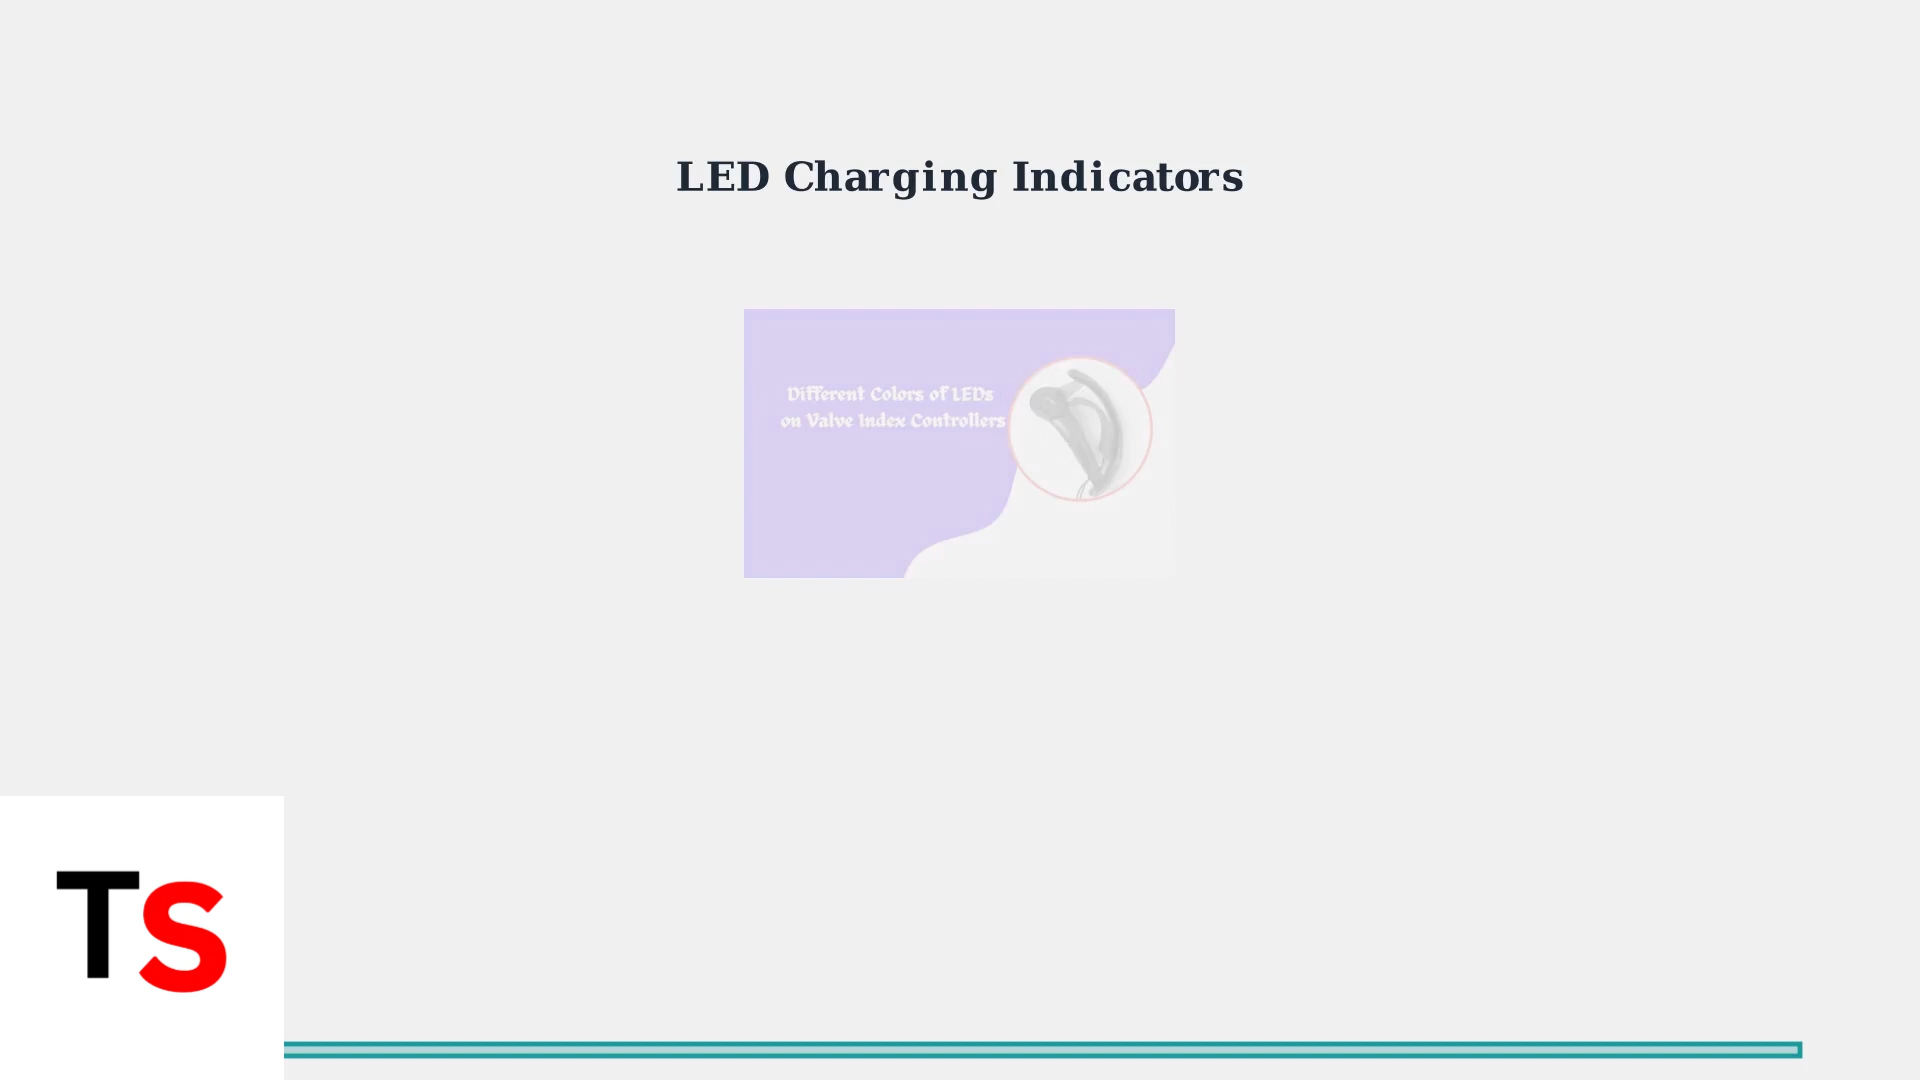 LED Charging Indicators
Different Colors of LEDs
on Valve Index Controllers
TS